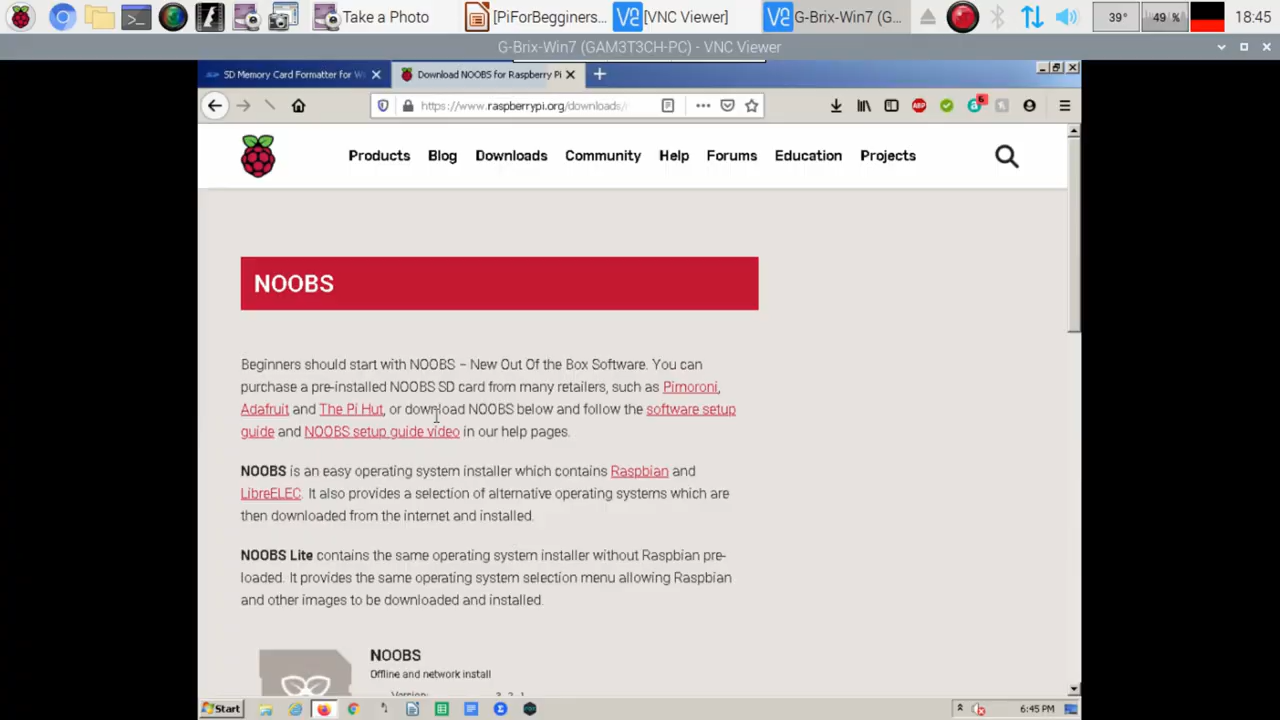 Take a Photo
[PiForBegginers...
[VNC Viewer]
G-Brix-Win7 (G...
39°
49 %
18:45
G-Brix-Win7 (GAM3T3CH-PC) - VNC Viewer
SD Memory Card Formatter for W
Download NOOBS for Raspberry Pi
https://www.raspberrypi.org/downloads/
Products
Blog
Downloads
Community
Help
Forums
Education
Projects
NOOBS
Beginners should start with NOOBS – New Out Of the Box Software. You can
purchase a pre-installed NOOBS SD card from many retailers, such as Pimoroni,
Adafruit and The Pi Hut, or download NOOBS below and follow the software setup
guide and NOOBS setup guide video in our help pages.
NOOBS is an easy operating system installer which contains Raspbian and
LibreELEC. It also provides a selection of alternative operating systems which are
then downloaded from the internet and installed.
NOOBS Lite contains the same operating system installer without Raspbian pre-
loaded. It provides the same operating system selection menu allowing Raspbian
and other images to be downloaded and installed.
NOOBS
Offline and network install
Start
6:45 PM